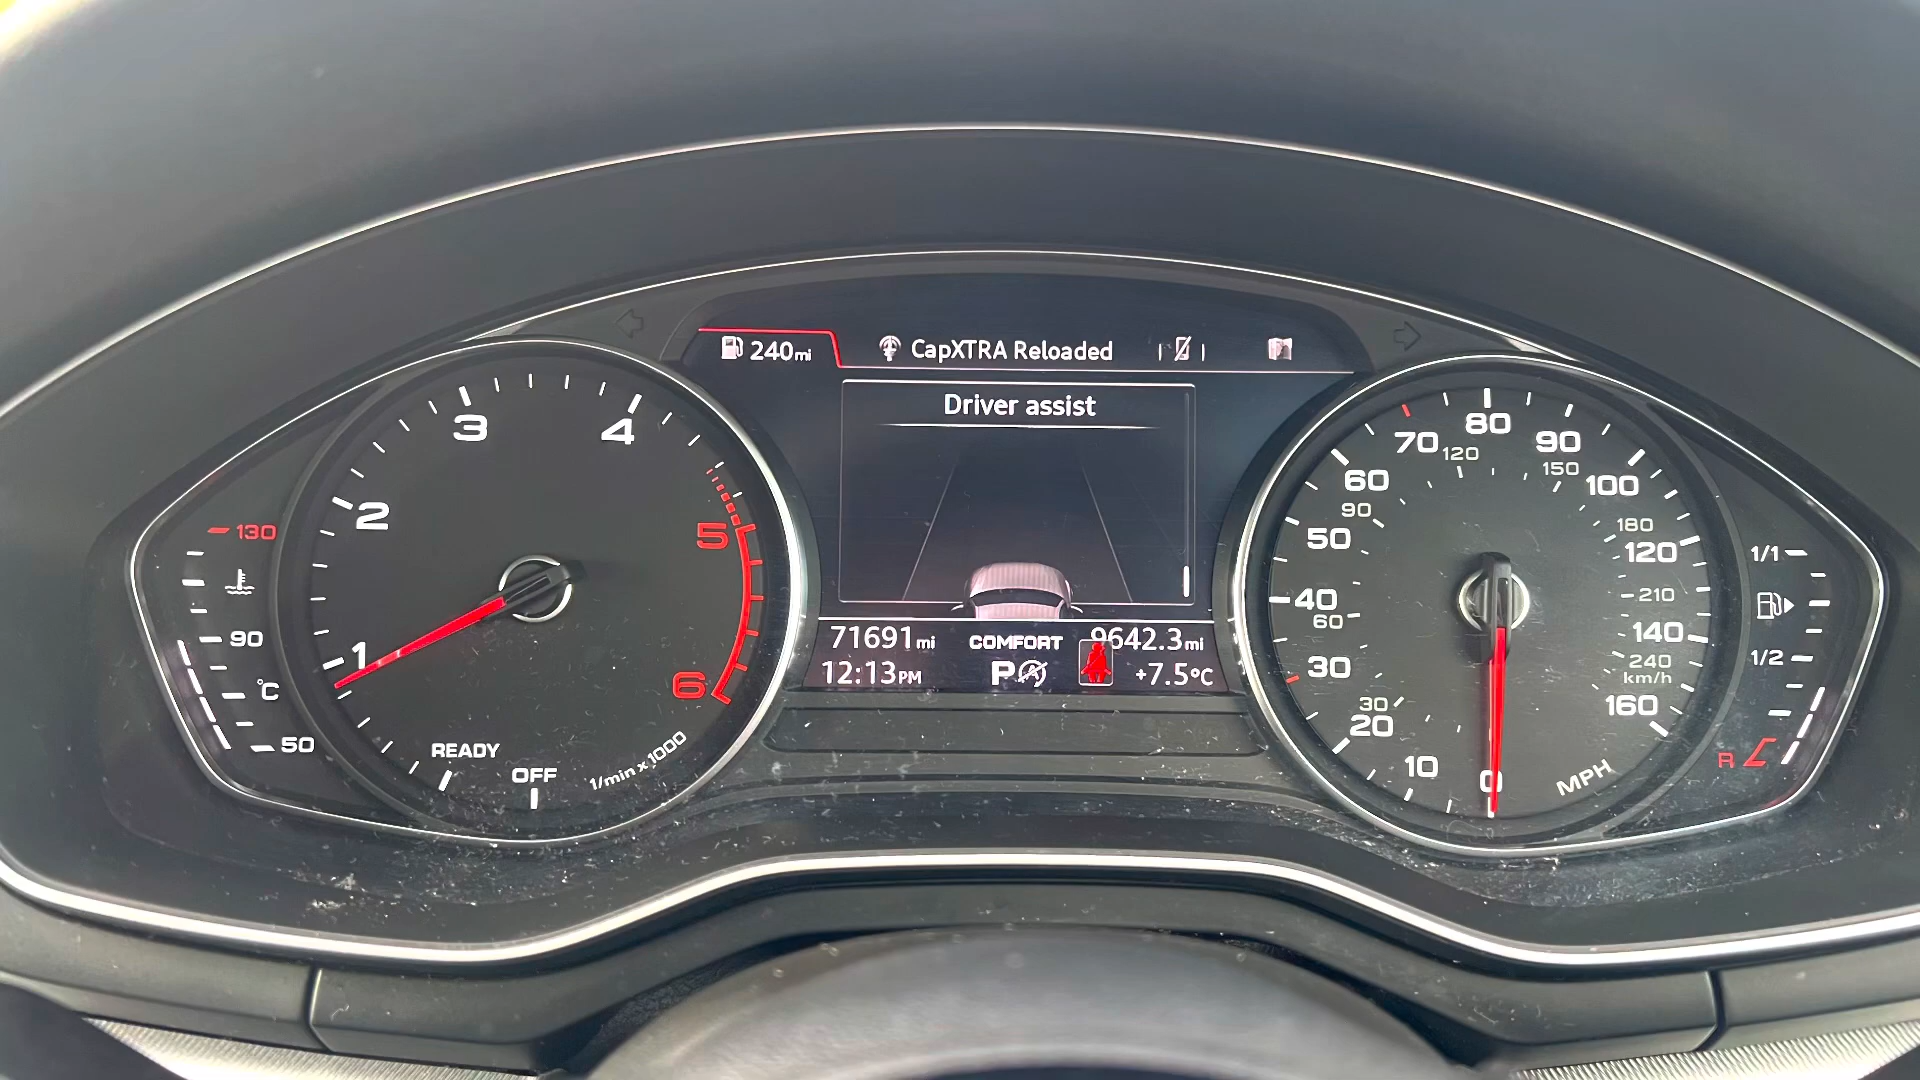 240mi
CapXTRA Reloaded
Driver assist
71691mi
COMFORT
9642.3mi
12:13PM
P
A
+7.5°C
130
90
°C
50
1
2
3
4
5
6
READY
OFF
1/min x 1000
0
10
20
30
40
50
60
70
80
90
100
120
140
160
MPH
30
60
90
120
150
180
210
240
km/h
1/1
1/2
R